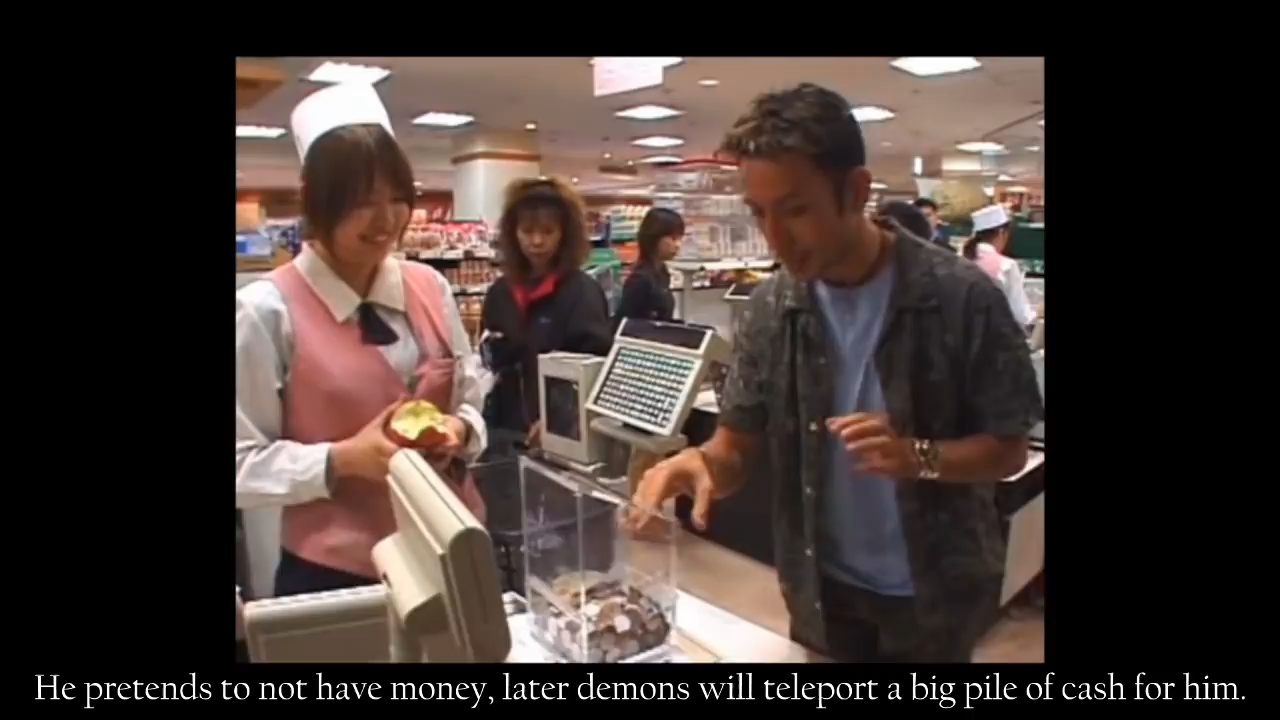 He pretends to not have money, later demons will teleport a big pile of cash for him.